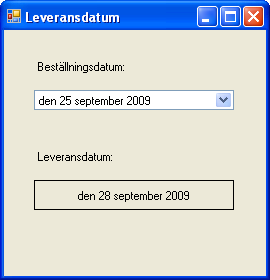 Leveransdatum
Beställningsdatum:
den 25 september 2009
Leveransdatum:
den 28 september 2009